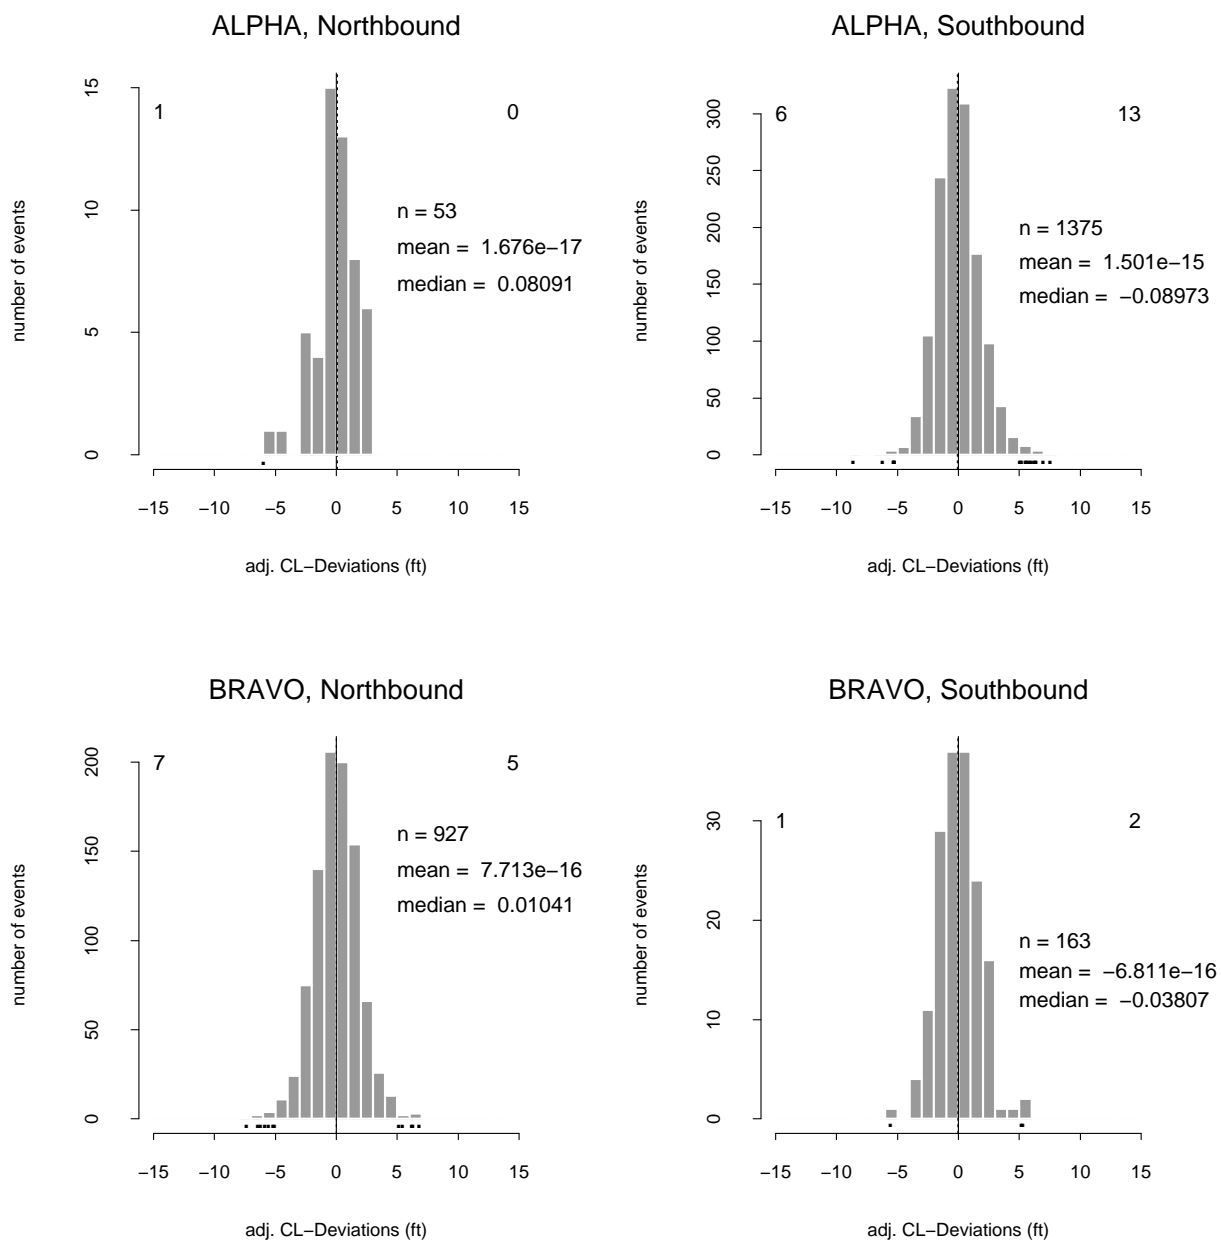 ALPHA, Northbound
1
0
n = 53
mean = 1.676e−17
median = 0.08091
number of events
15
10
5
0
−15 −10 −5 0 5 10 15
adj. CL−Deviations (ft)
ALPHA, Southbound
6
13
n = 1375
mean = 1.501e−15
median = −0.08973
number of events
300
250
200
150
100
50
0
−15 −10 −5 0 5 10 15
adj. CL−Deviations (ft)
BRAVO, Northbound
7
5
n = 927
mean = 7.713e−16
median = 0.01041
number of events
200
150
100
50
0
−15 −10 −5 0 5 10 15
adj. CL−Deviations (ft)
BRAVO, Southbound
1
2
n = 163
mean = −6.811e−16
median = −0.03807
number of events
30
20
10
0
−15 −10 −5 0 5 10 15
adj. CL−Deviations (ft)